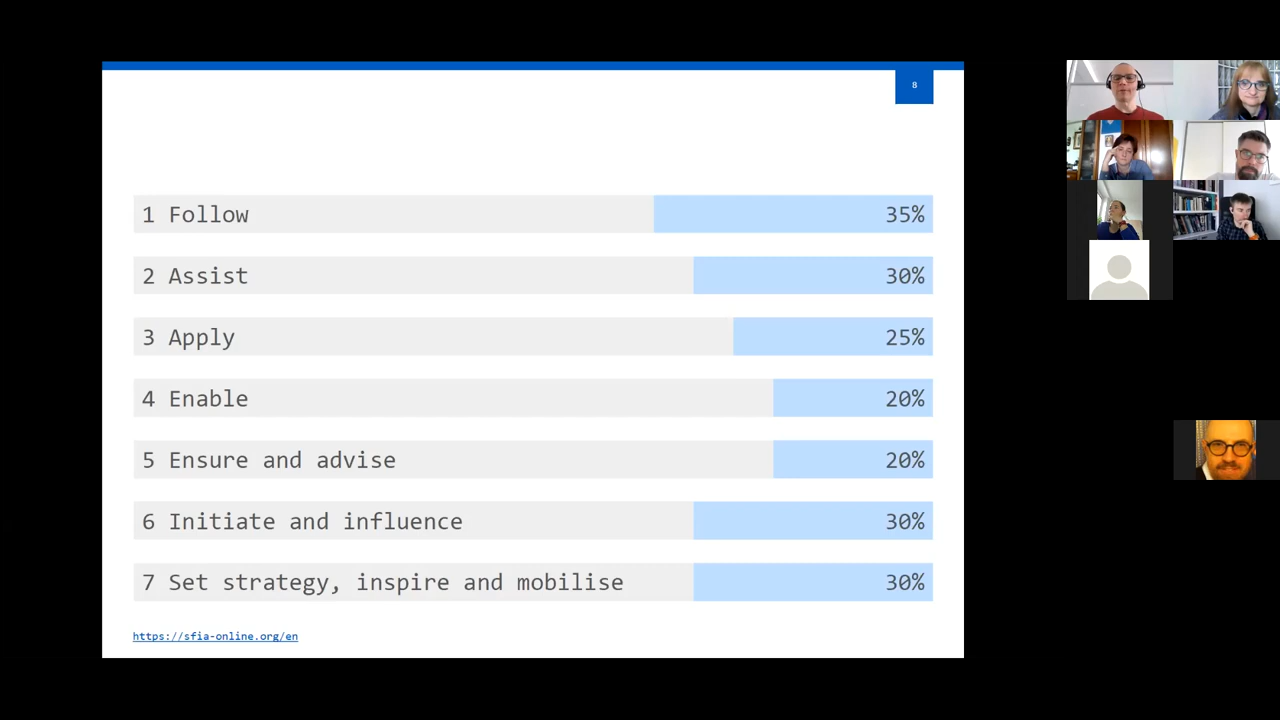 8
1 Follow 35%
2 Assist 30%
3 Apply 25%
4 Enable 20%
5 Ensure and advise 20%
6 Initiate and influence 30%
7 Set strategy, inspire and mobilise 30%
https://sfia-online.org/en